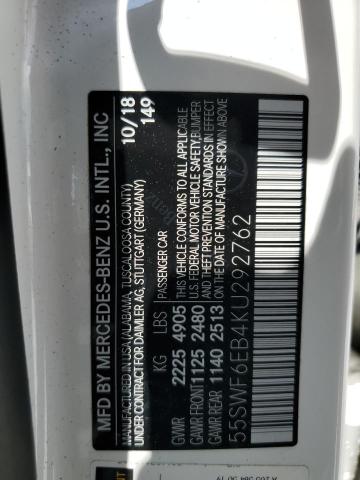 MFD BY MERCEDES-BENZ U.S. INTL., INC
MANUFACTURED IN USA (ALABAMA, TUSCALOOSA COUNTY)
UNDER CONTRACT FOR DAIMLER AG, STUTTGART (GERMANY)
10/18
149
KG LBS PASSENGER CAR
GVWR 2225 4905
GAWR FRONT 1125 2480
GAWR REAR 1140 2513
THIS VEHICLE CONFORMS TO ALL APPLICABLE
U.S. FEDERAL MOTOR VEHICLE SAFETY, BUMPER
AND THEFT PREVENTION STANDARDS IN EFFECT
ON THE DATE OF MANUFACTURE SHOWN ABOVE
55SWF6EB4KU292762